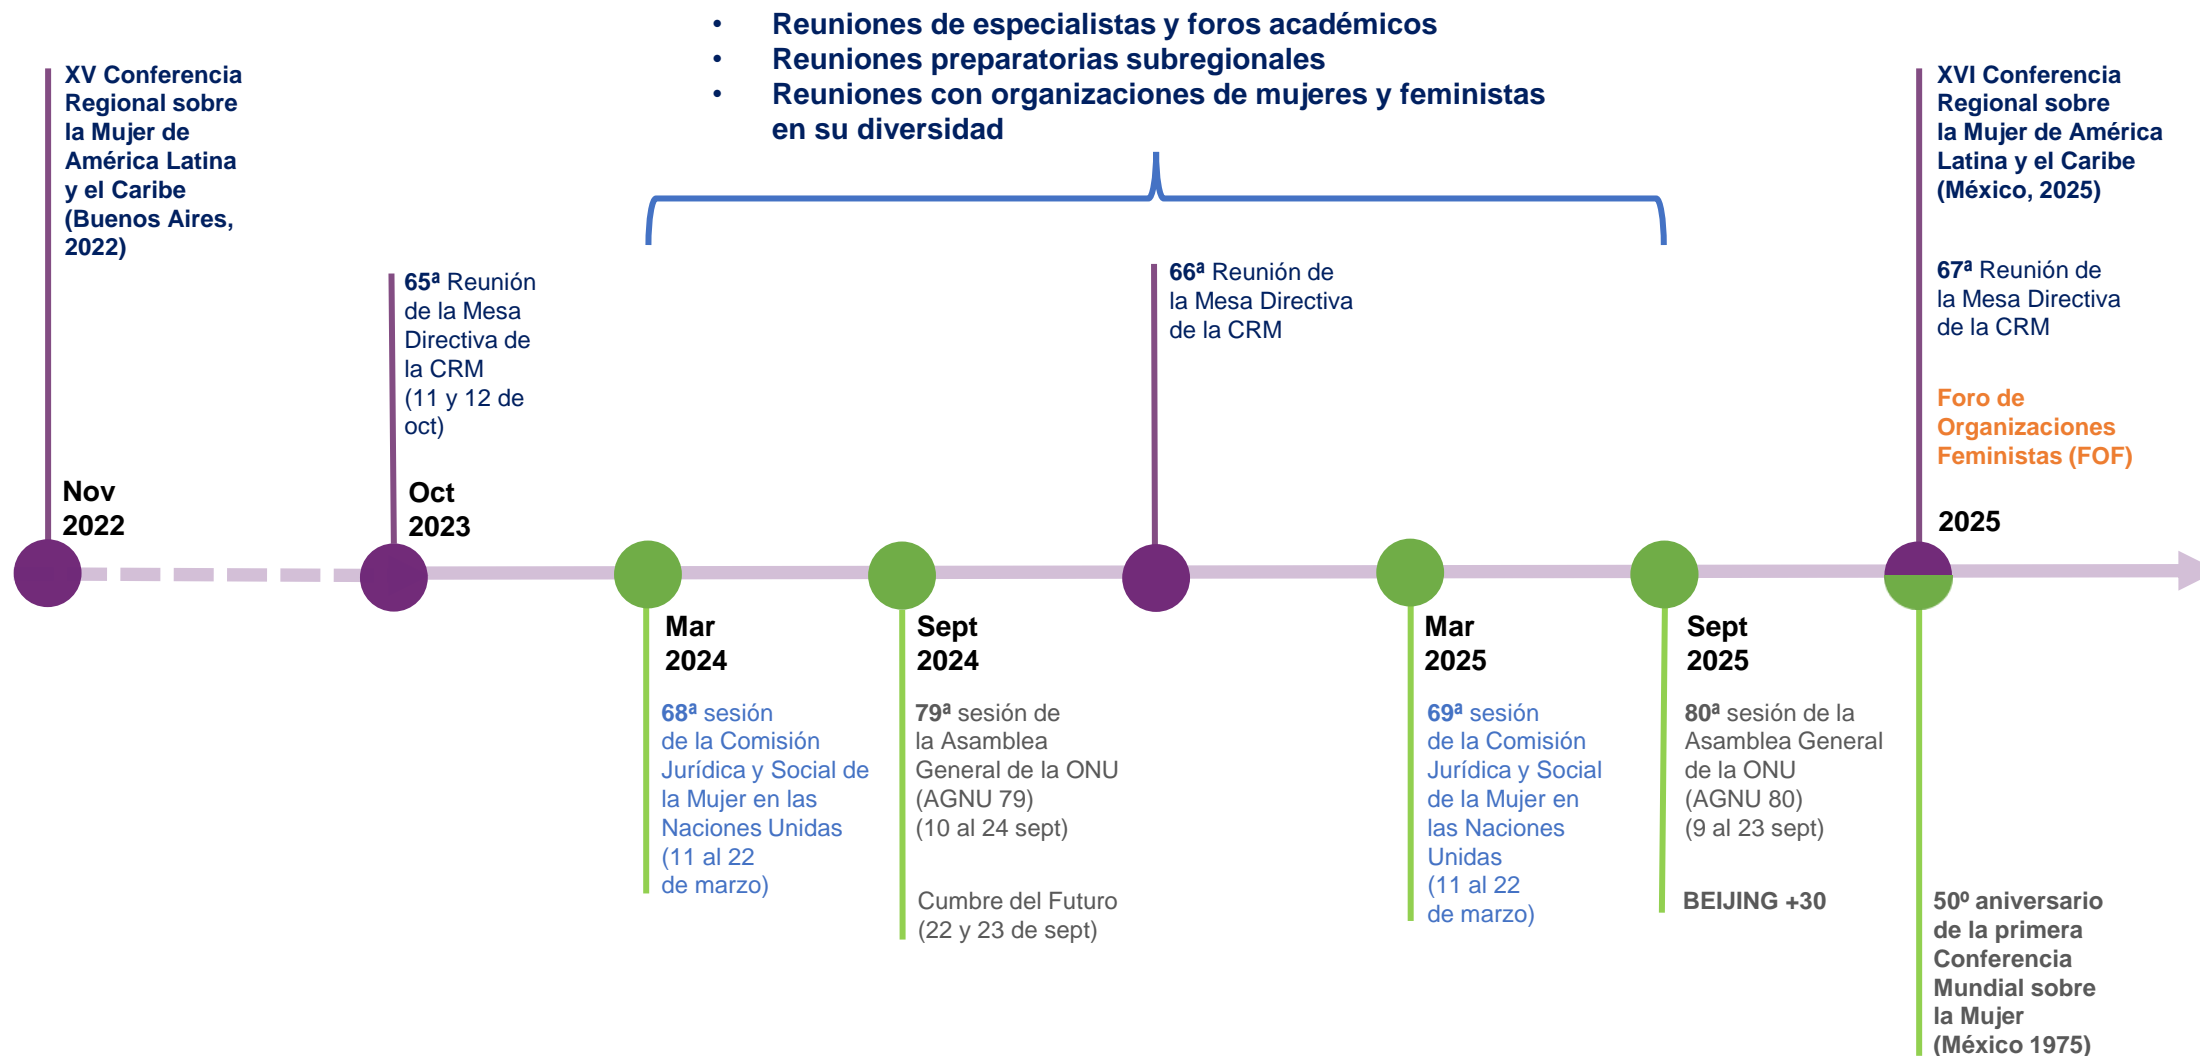 • Reuniones de especialistas y foros académicos
• Reuniones preparatorias subregionales
• Reuniones con organizaciones de mujeres y feministas
en su diversidad
XV Conferencia
Regional sobre
la Mujer de
América Latina
y el Caribe
(Buenos Aires,
2022)
Nov
2022
65ª Reunión
de la Mesa
Directiva de
la CRM
(11 y 12 de
oct)
Oct
2023
66ª Reunión de
la Mesa Directiva
de la CRM
XVI Conferencia
Regional sobre
la Mujer de América
Latina y el Caribe
(México, 2025)
67ª Reunión de
la Mesa Directiva
de la CRM
Foro de
Organizaciones
Feministas (FOF)
2025
Mar
2024
68ª sesión
de la Comisión
Jurídica y Social de
la Mujer en las
Naciones Unidas
(11 al 22
de marzo)
Sept
2024
79ª sesión de
la Asamblea
General de la ONU
(AGNU 79)
(10 al 24 sept)
Cumbre del Futuro
(22 y 23 de sept)
Mar
2025
69ª sesión
de la Comisión
Jurídica y Social
de la Mujer en
las Naciones
Unidas
(11 al 22
de marzo)
Sept
2025
80ª sesión de la
Asamblea General
de la ONU
(AGNU 80)
(9 al 23 sept)
BEIJING +30
50º aniversario
de la primera
Conferencia
Mundial sobre
la Mujer
(México 1975)